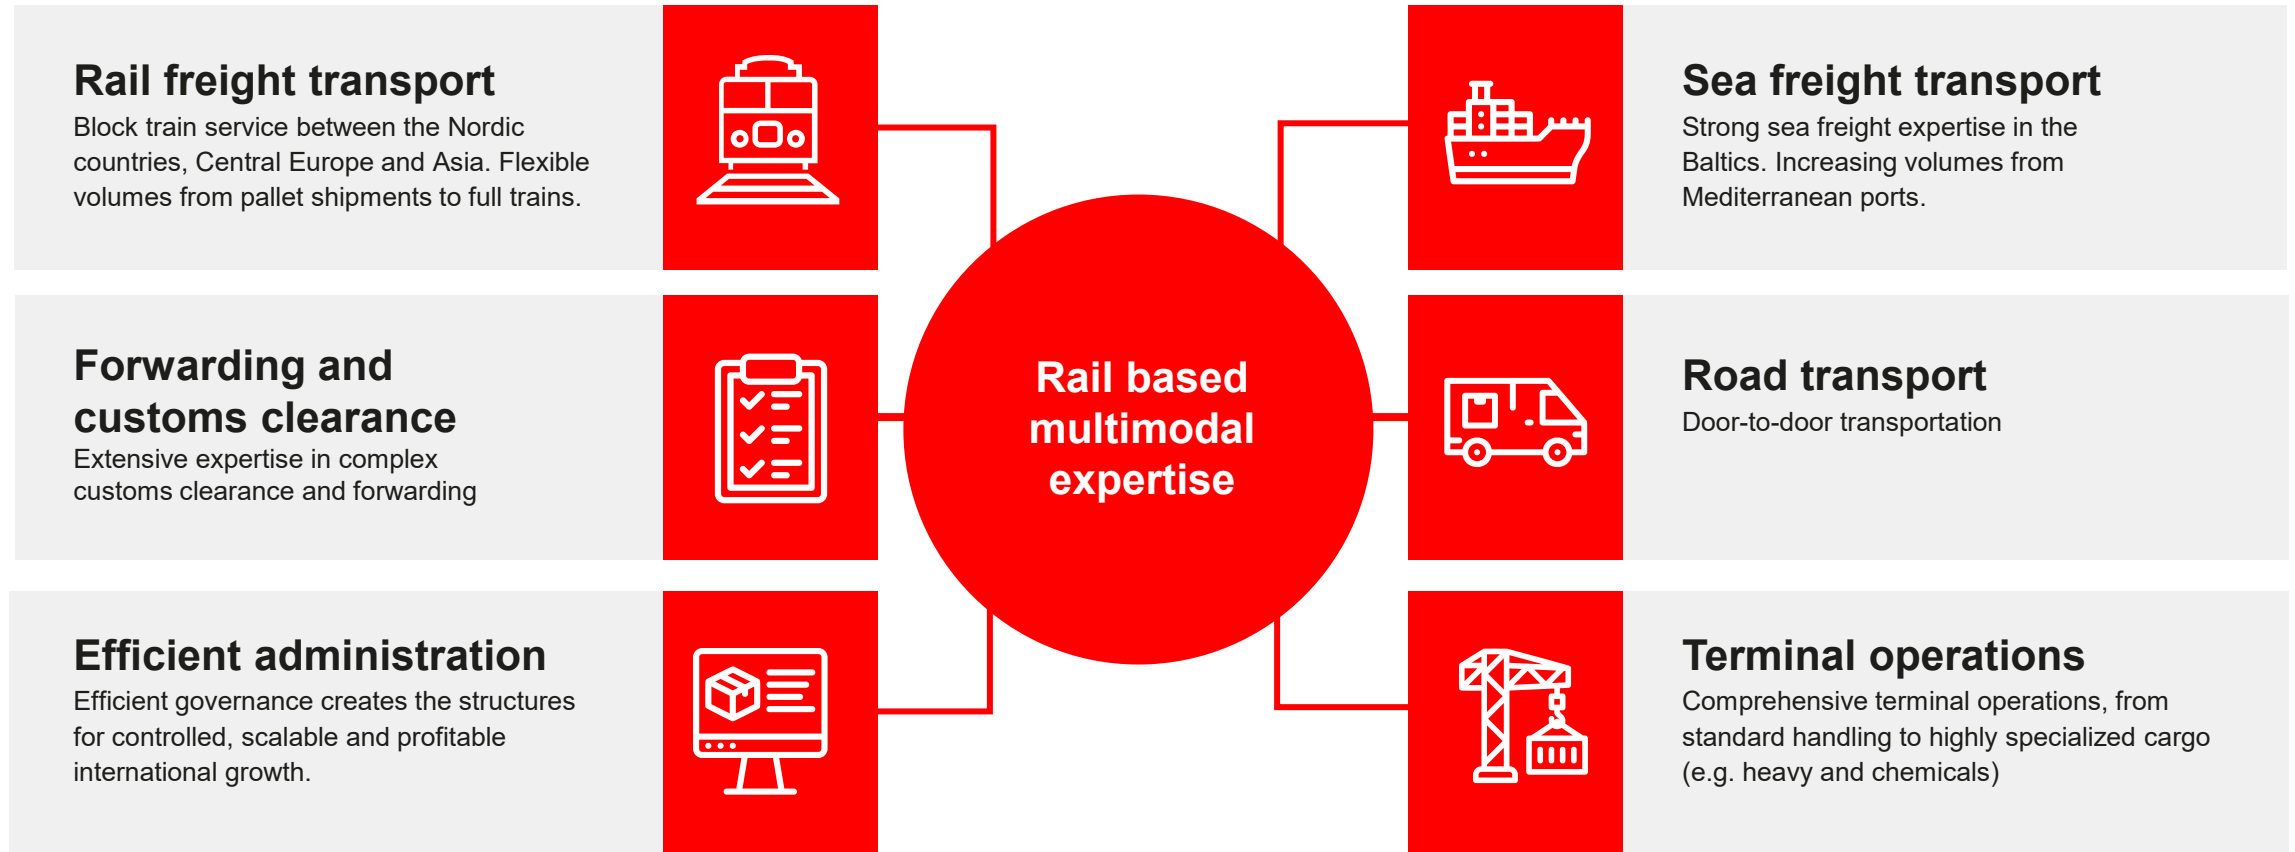 Rail freight transport
Block train service between the Nordic
countries, Central Europe and Asia. Flexible
volumes from pallet shipments to full trains.
Forwarding and
customs clearance
Extensive expertise in complex
customs clearance and forwarding
Efficient administration
Efficient governance creates the structures
for controlled, scalable and profitable
international growth.
Rail based
multimodal
expertise
Sea freight transport
Strong sea freight expertise in the
Baltics. Increasing volumes from
Mediterranean ports.
Road transport
Door-to-door transportation
Terminal operations
Comprehensive terminal operations, from
standard handling to highly specialized cargo
(e.g. heavy and chemicals)